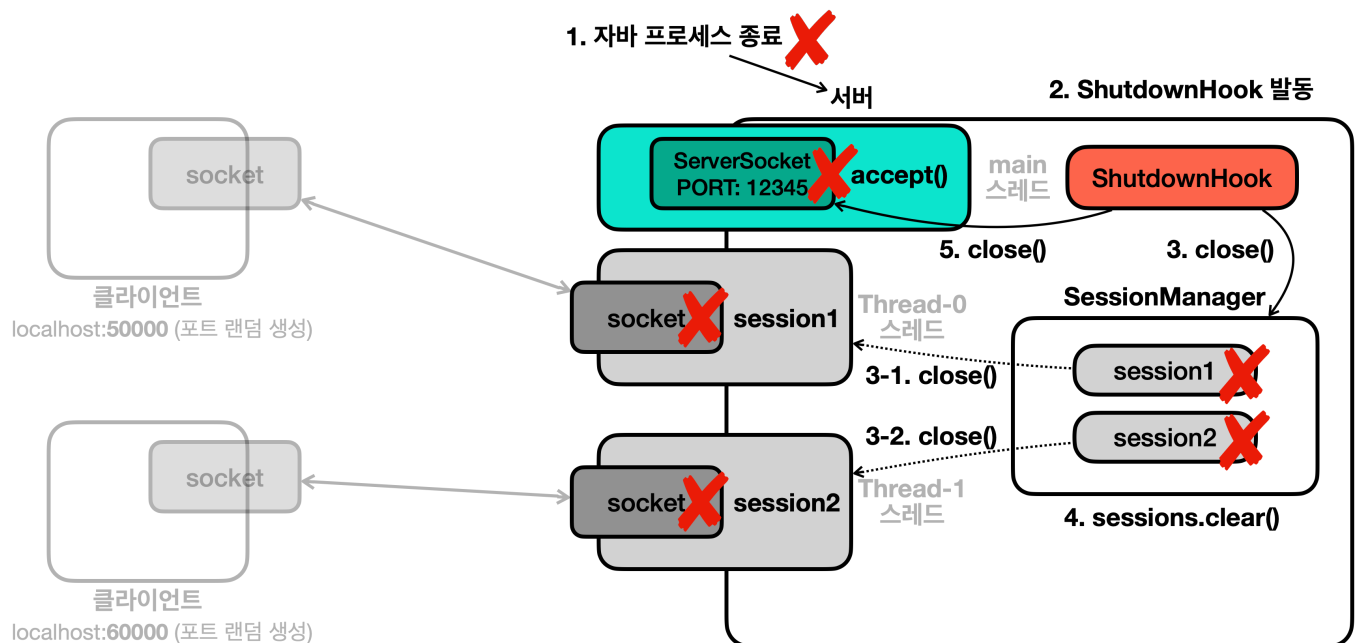 1. 자바 프로세스 종료
서버
2. ShutdownHook 발동
socket
ServerSocket
PORT: 12345
accept()
main
스레드
ShutdownHook
5. close()
3. close()
클라이언트
localhost:50000 (포트 랜덤 생성)
socket
session1
Thread-0
스레드
SessionManager
3-1. close()
session1
3-2. close()
session2
socket
socket
session2
Thread-1
스레드
4. sessions.clear()
클라이언트
localhost:60000 (포트 랜덤 생성)